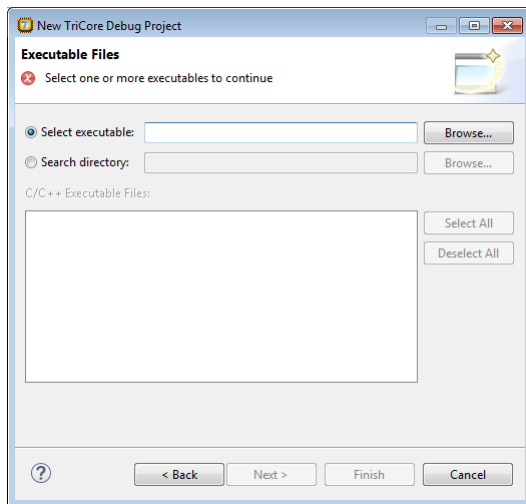 New TriCore Debug Project
Executable Files
Select one or more executables to continue
Select executable:
Browse...
Search directory:
Browse...
C/C++ Executable Files:
Select All
Deselect All
?
< Back
Next >
Finish
Cancel